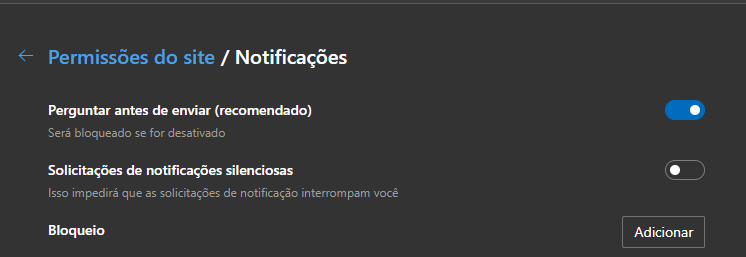 Permissões do site / Notificações
Perguntar antes de enviar (recomendado)
Será bloqueado se for desativado
Solicitações de notificações silenciosas
Isso impedirá que as solicitações de notificação interrompam você
Bloqueio Adicionar